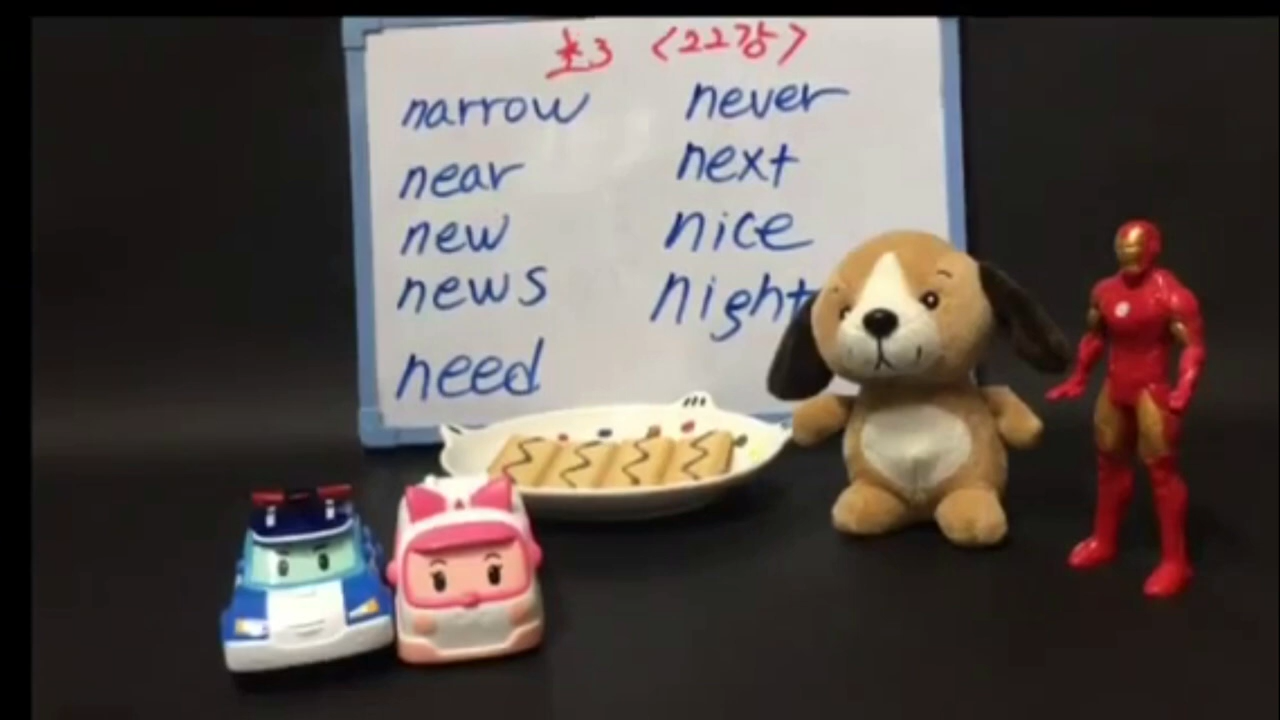 초3 <22강>
narrow
near
new
news
need
never
next
nice
night